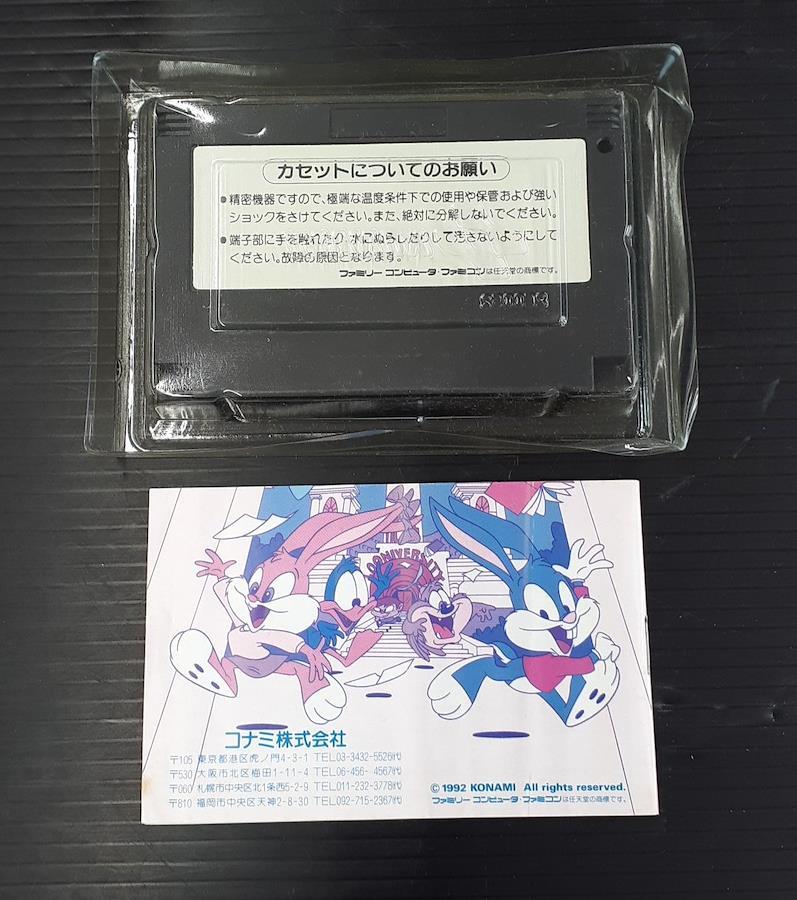 カセットについてのお願い
●精密機器ですので、極端な温度条件下での使用や保管および強い
ショックをさけてください。また、絶対に分解しないでください。
●端子部に手を触れたり、水にぬらしたりして汚さないようにして
ください。故障の原因となります。
ファミリー コンピュータ・ファミコンは任天堂の商標です。
OONIVERSITY
コナミ株式会社
〒105 東京都港区虎ノ門4-3-1 TEL03-3432-5526㈹
〒530 大阪市北区梅田1-11-4 TEL06-456-4567㈹
〒060 札幌市中央区北1条西5-2-9 TEL011-232-3778㈹
〒810 福岡市中央区天神2-8-30 TEL092-715-2367㈹
©1992 KONAMI All rights reserved.
ファミリー コンピュータ・ファミコンは任天堂の商標です。